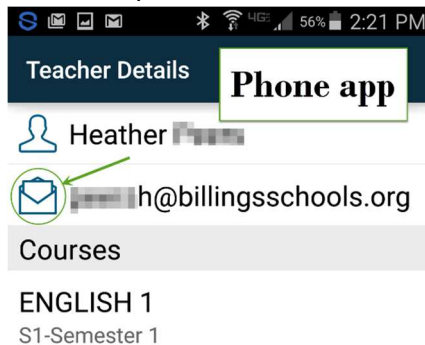 56% 2:21 PM
Teacher Details
Phone app
Heather
h@billingsschools.org
Courses
ENGLISH 1
S1-Semester 1